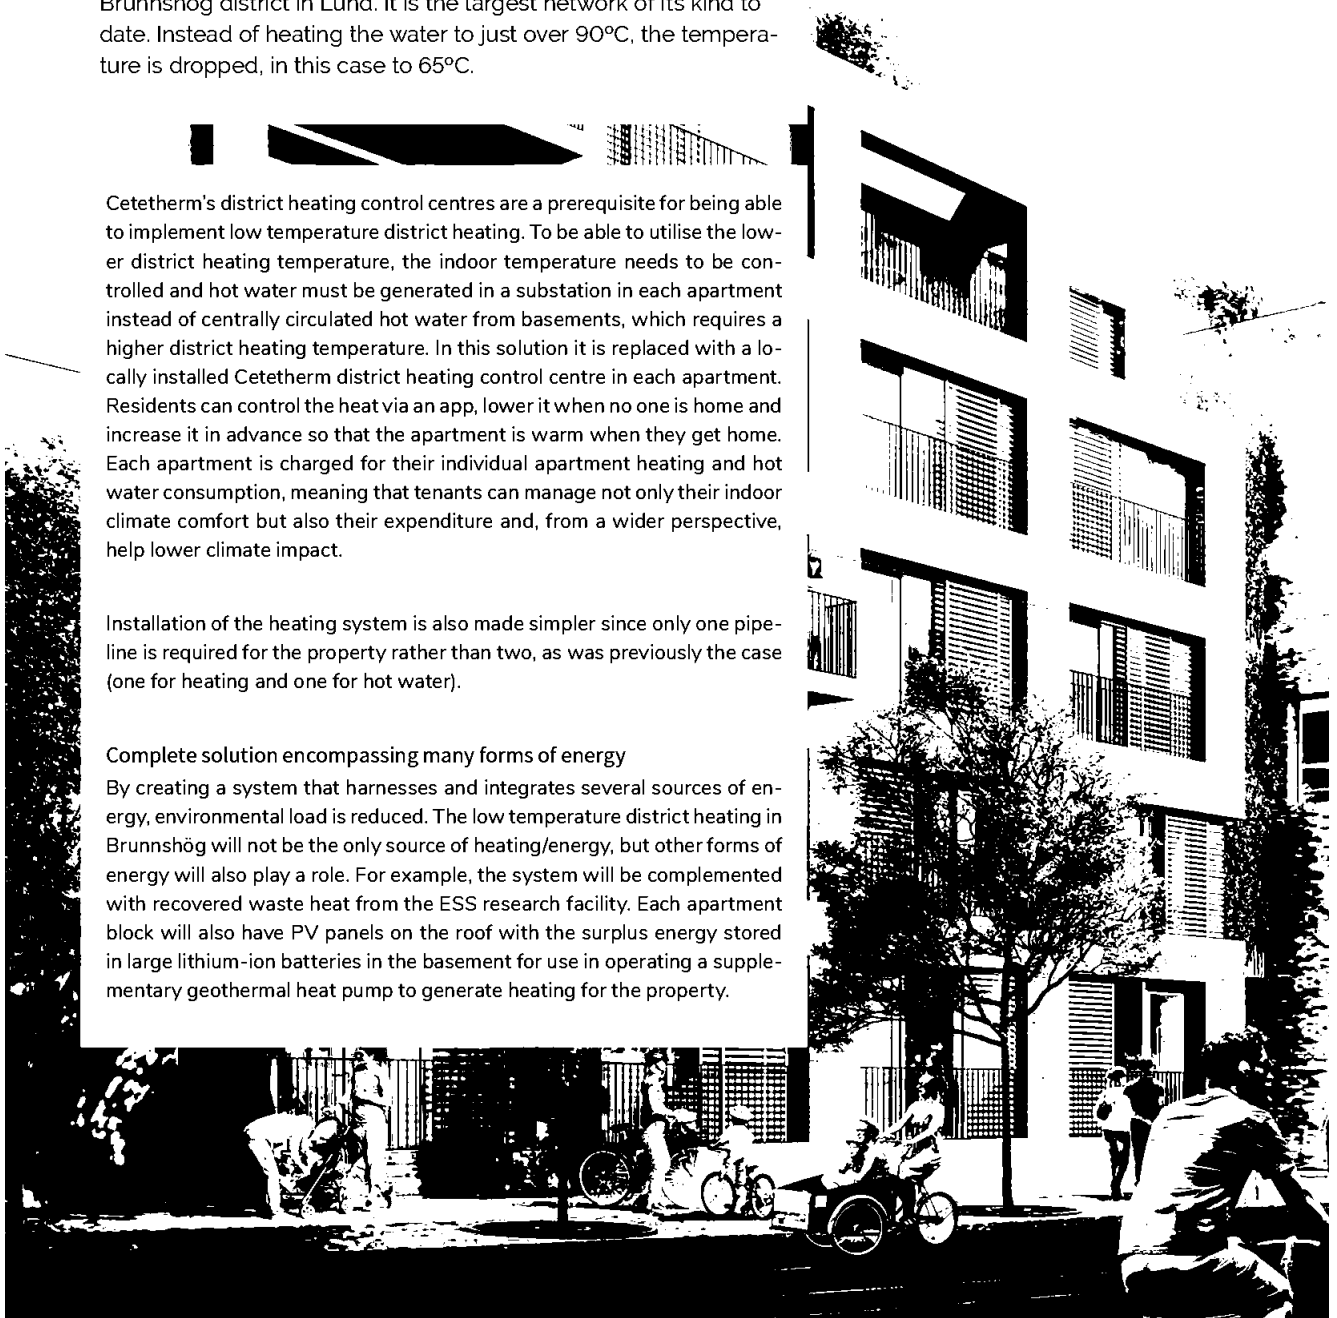 Brunnshög district in Lund. It is the largest network of its kind to
date. Instead of heating the water to just over 90ºC, the tempera-
ture is dropped, in this case to 65ºC.
Cetetherm's district heating control centres are a prerequisite for being able
to implement low temperature district heating. To be able to utilise the low-
er district heating temperature, the indoor temperature needs to be con-
trolled and hot water must be generated in a substation in each apartment
instead of centrally circulated hot water from basements, which requires a
higher district heating temperature. In this solution it is replaced with a lo-
cally installed Cetetherm district heating control centre in each apartment.
Residents can control the heat via an app, lower it when no one is home and
increase it in advance so that the apartment is warm when they get home.
Each apartment is charged for their individual apartment heating and hot
water consumption, meaning that tenants can manage not only their indoor
climate comfort but also their expenditure and, from a wider perspective,
help lower climate impact.
Installation of the heating system is also made simpler since only one pipe-
line is required for the property rather than two, as was previously the case
(one for heating and one for hot water).
Complete solution encompassing many forms of energy
By creating a system that harnesses and integrates several sources of en-
ergy, environmental load is reduced. The low temperature district heating in
Brunnshög will not be the only source of heating/energy, but other forms of
energy will also play a role. For example, the system will be complemented
with recovered waste heat from the ESS research facility. Each apartment
block will also have PV panels on the roof with the surplus energy stored
in large lithium-ion batteries in the basement for use in operating a supple-
mentary geothermal heat pump to generate heating for the property.